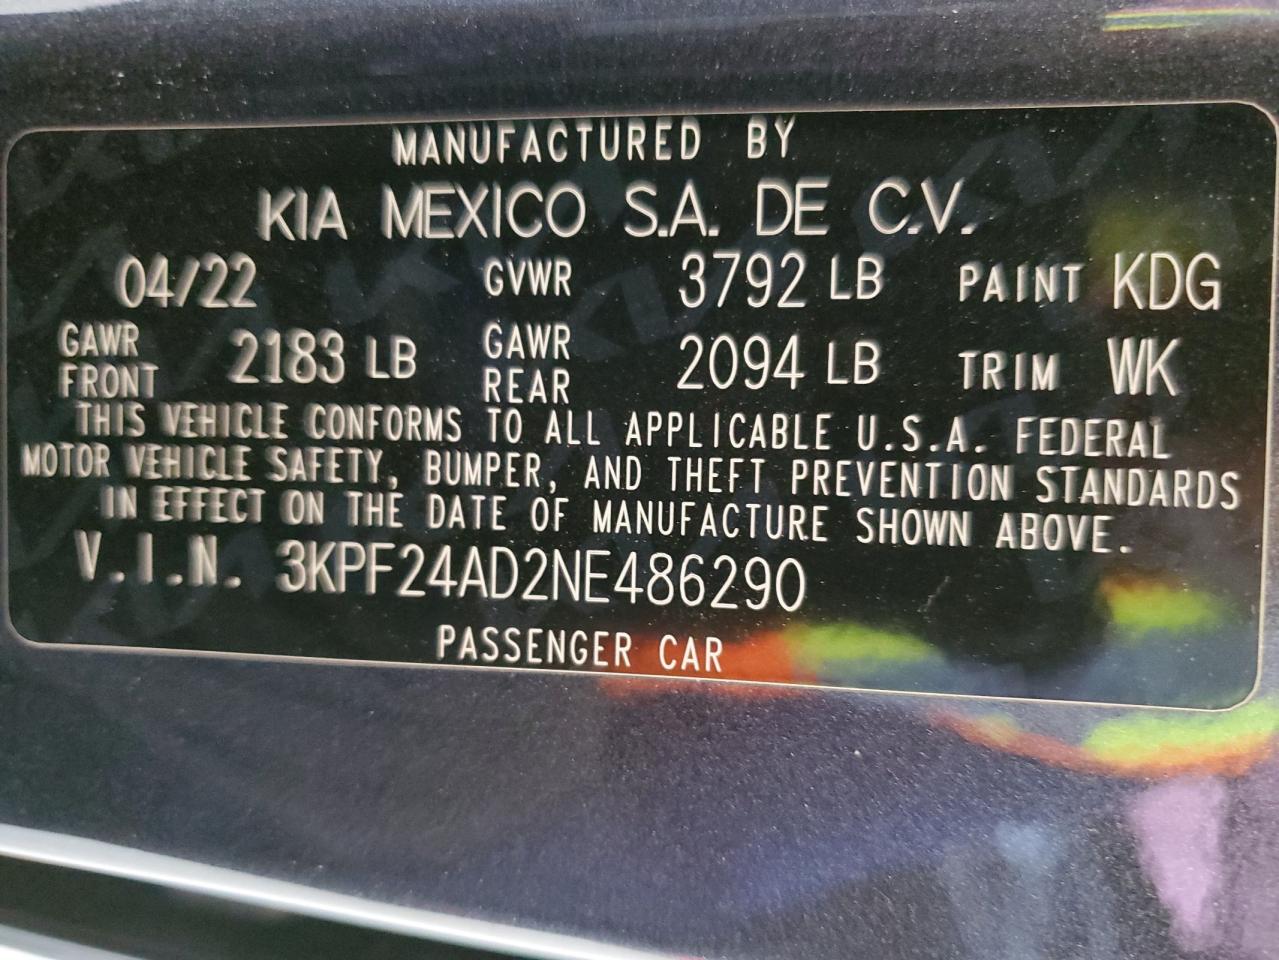 MANUFACTURED BY
KIA MEXICO S.A. DE C.V.
04/22 GVWR 3792 LB PAINT KDG
GAWR FRONT 2183 LB GAWR REAR 2094 LB TRIM WK
THIS VEHICLE CONFORMS TO ALL APPLICABLE U.S.A. FEDERAL
MOTOR VEHICLE SAFETY, BUMPER, AND THEFT PREVENTION STANDARDS
IN EFFECT ON THE DATE OF MANUFACTURE SHOWN ABOVE.
V.I.N. 3KPF24AD2NE486290
PASSENGER CAR